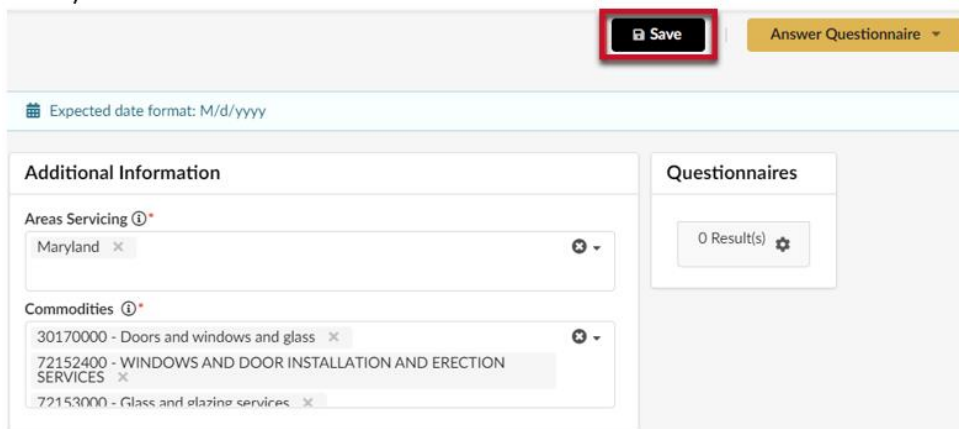 Save
Answer Questionnaire
Expected date format: M/d/yyyy
Additional Information
Questionnaires
Areas Servicing *
Maryland ×
0 Result(s)
Commodities *
30170000 - Doors and windows and glass ×
72152400 - WINDOWS AND DOOR INSTALLATION AND ERECTION
SERVICES ×
72153000 - Glass and glazing services ×